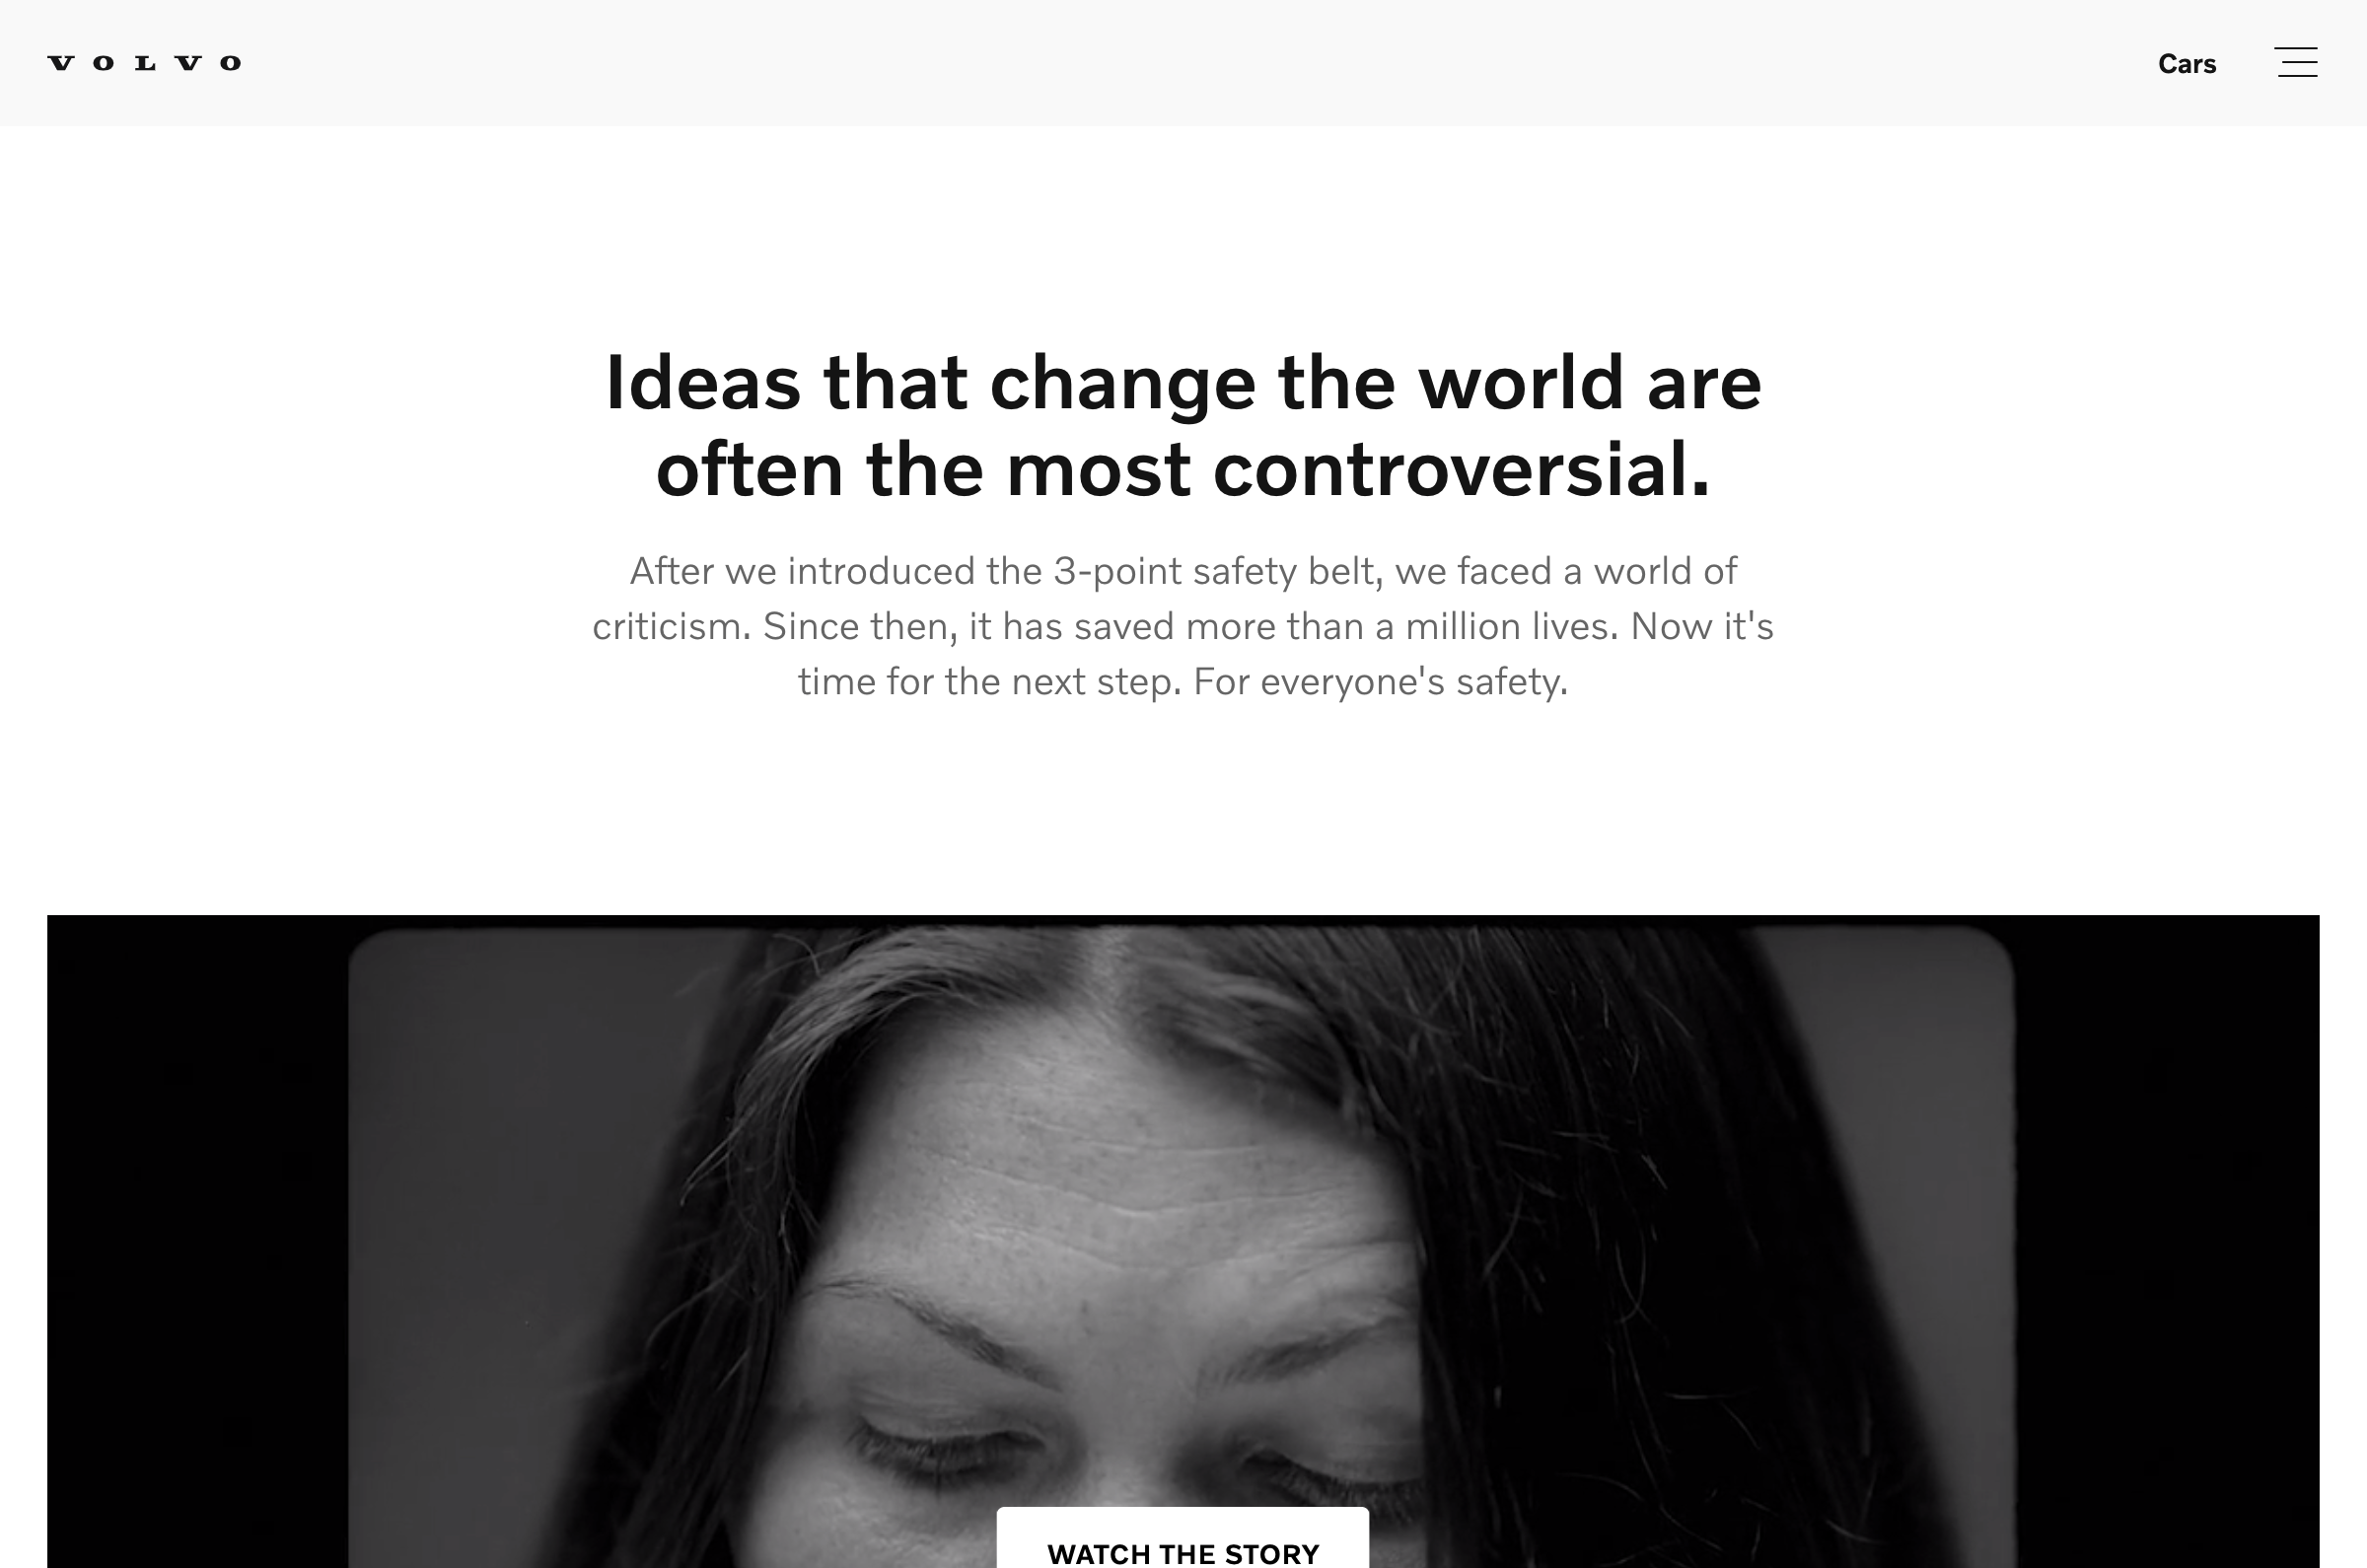 VOLVO
Cars
Ideas that change the world are
often the most controversial.
After we introduced the 3-point safety belt, we faced a world of
criticism. Since then, it has saved more than a million lives. Now it's
time for the next step. For everyone's safety.
WATCH THE STORY